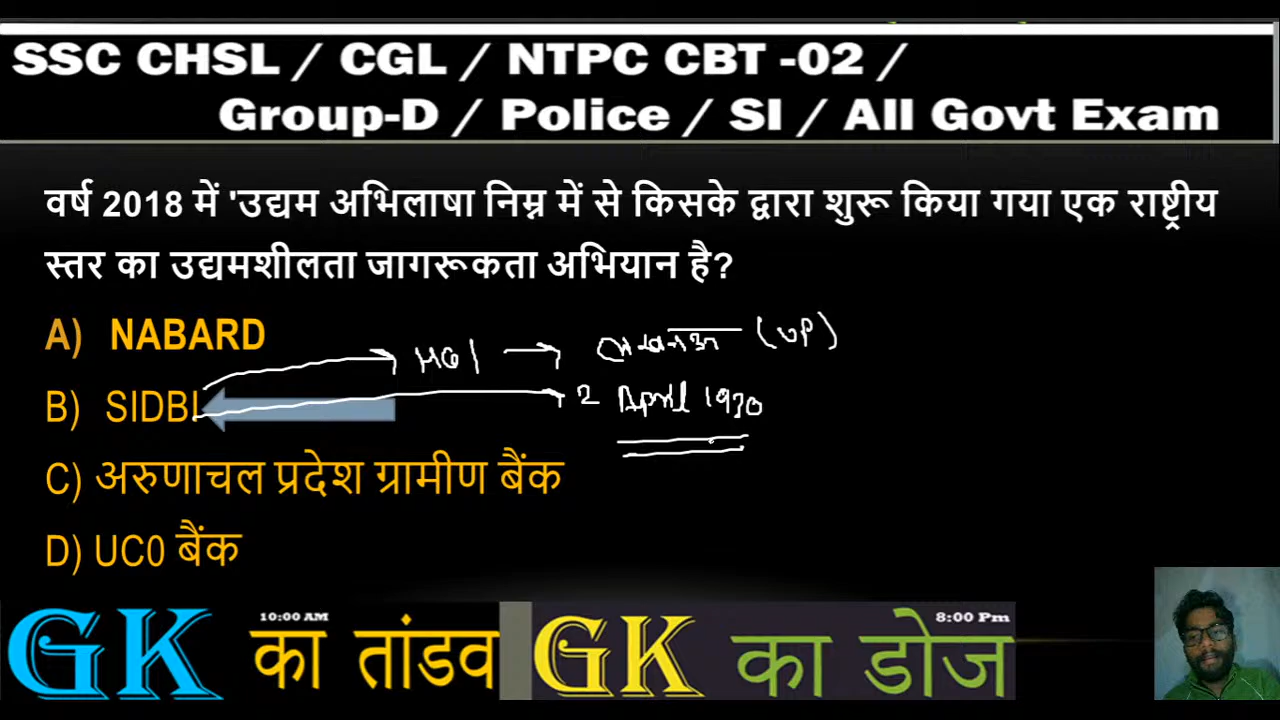 SSC CHSL / CGL / NTPC CBT -02 /
Group-D / Police / SI / All Govt Exam
वर्ष 2018 में 'उद्यम अभिलाषा निम्न में से किसके द्वारा शुरू किया गया एक राष्ट्रीय
स्तर का उद्यमशीलता जागरूकता अभियान है?
A) NABARD
(UP)
B) SIDBI
2 April 1990
C) अरुणाचल प्रदेश ग्रामीण बैंक
D) UC0 बैंक
10:00 AM
GK का तांडव
8:00 Pm
GK का डोज